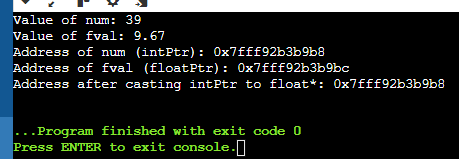 Value of num: 39
Value of fval: 9.67
Address of num (intPtr): 0x7fff92b3b9b8
Address of fval (floatPtr): 0x7fff92b3b9bc
Address after casting intPtr to float*: 0x7fff92b3b9b8
...Program finished with exit code 0
Press ENTER to exit console.